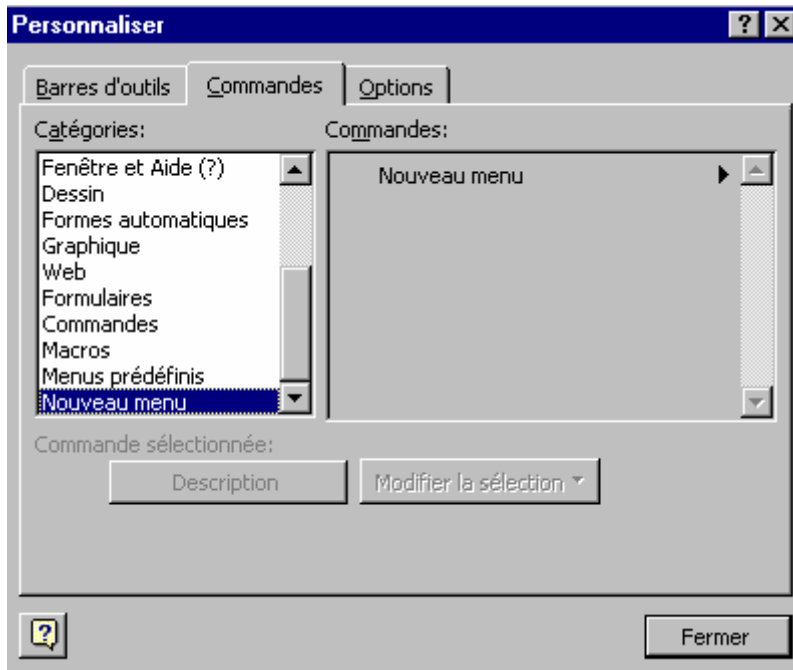 Personnaliser
Barres d'outils
Commandes
Options
Catégories:
Commandes:
Fenêtre et Aide (?)
Dessin
Formes automatiques
Graphique
Web
Formulaires
Commandes
Macros
Menus prédéfinis
Nouveau menu
Nouveau menu
Commande sélectionnée:
Description
Modifier la sélection
Fermer